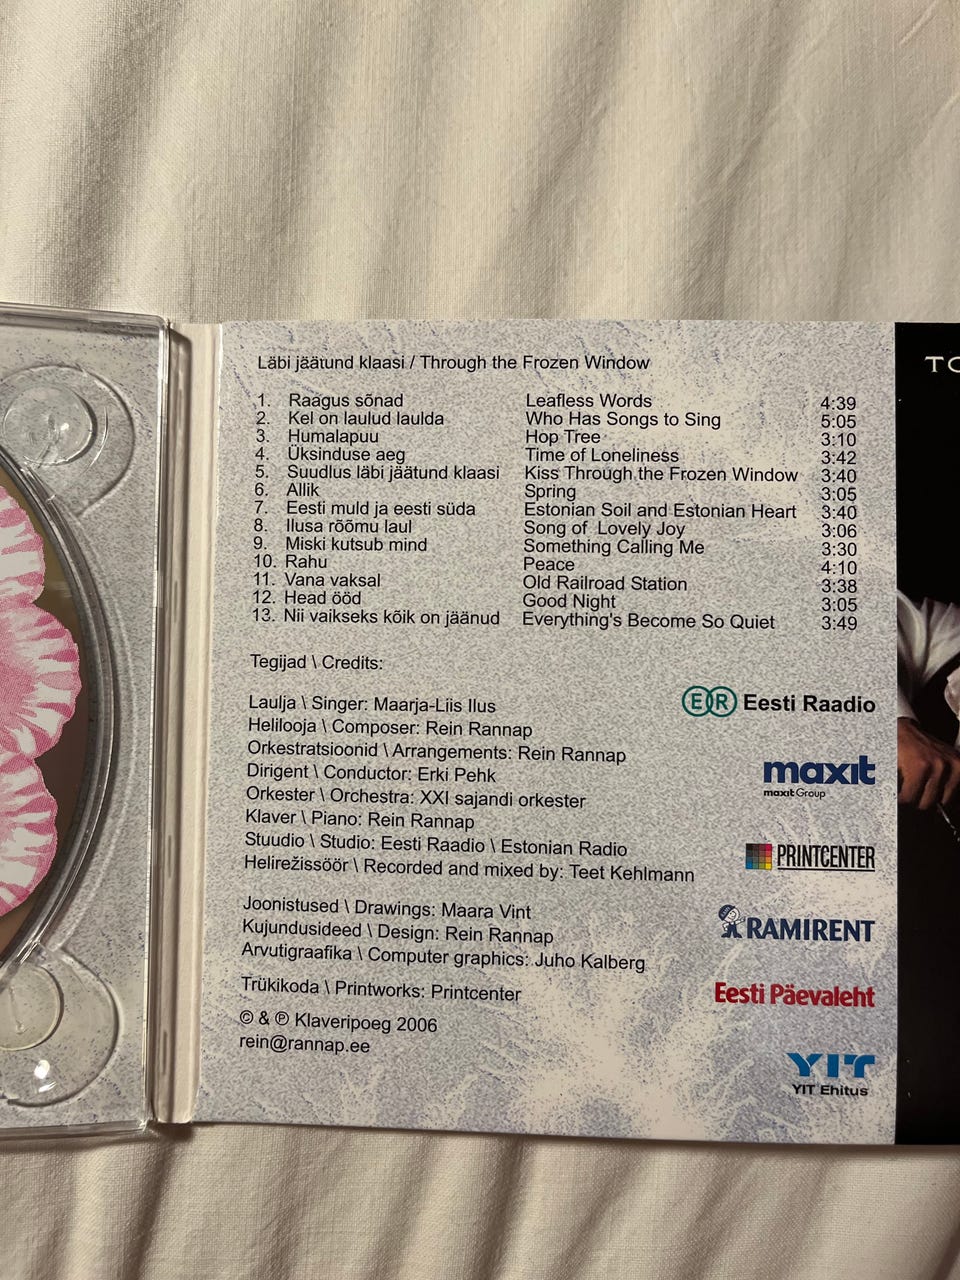 Läbi jäätund klaasi / Through the Frozen Window
1. Raagus sõnad Leafless Words 4:39
2. Kel on laulud laulda Who Has Songs to Sing 5:05
3. Humalapuu Hop Tree 3:10
4. Üksinduse aeg Time of Loneliness 3:42
5. Suudlus läbi jäätund klaasi Kiss Through the Frozen Window 3:40
6. Allik Spring 3:05
7. Eesti muld ja eesti süda Estonian Soil and Estonian Heart 3:40
8. Ilusa rõõmu laul Song of Lovely Joy 3:06
9. Miski kutsub mind Something Calling Me 3:30
10. Rahu Peace 4:10
11. Vana vaksal Old Railroad Station 3:38
12. Head ööd Good Night 3:05
13. Nii vaikseks kõik on jäänud Everything's Become So Quiet 3:49
Tegijad \ Credits:
Laulja \ Singer: Maarja-Liis Ilus
Helilooja \ Composer: Rein Rannap
Orkestratsioonid \ Arrangements: Rein Rannap
Dirigent \ Conductor: Erki Pehk
Orkester \ Orchestra: XXI sajandi orkester
Klaver \ Piano: Rein Rannap
Stuudio \ Studio: Eesti Raadio \ Estonian Radio
Helirežissöör \ Recorded and mixed by: Teet Kehlmann
Joonistused \ Drawings: Maara Vint
Kujundusideed \ Design: Rein Rannap
Arvutigraafika \ Computer graphics: Juho Kalberg
Trükikoda \ Printworks: Printcenter
© & ℗ Klaveripoeg 2006
rein@rannap.ee
ER Eesti Raadio
maxit
maxit Group
PRINTCENTER
RAMIRENT
Eesti Päevaleht
YIT
YIT Ehitus